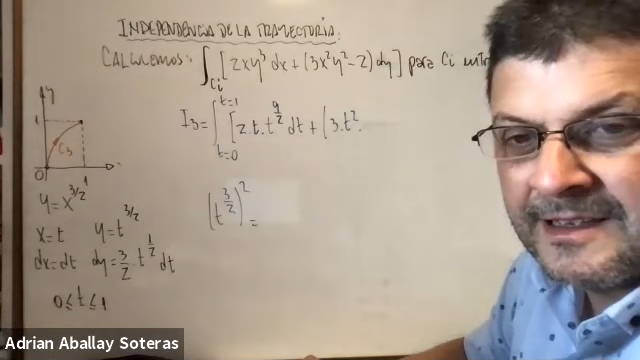 INDEPENDENCIA DE LA TRAYECTORIA:
CALCULEMOS: ∫_{Ci} [2xy³dx + (3x²y²-2)dy] para Ci
I₃ = ∫_{t=0}^{t=1} [2.t.t^{9/2} dt + (3.t².
y
1
C₃
0
1
y = x^{3/2}
x = t y = t^{3/2}
dx = dt dy = 3/2 . t^{1/2} dt
0 ≤ t ≤ 1
(t^{3/2})² =
Adrian Aballay Soteras